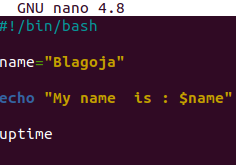 GNU nano 4.8
#!/bin/bash
name="Blagoja"
echo "My name  is : $name"
uptime